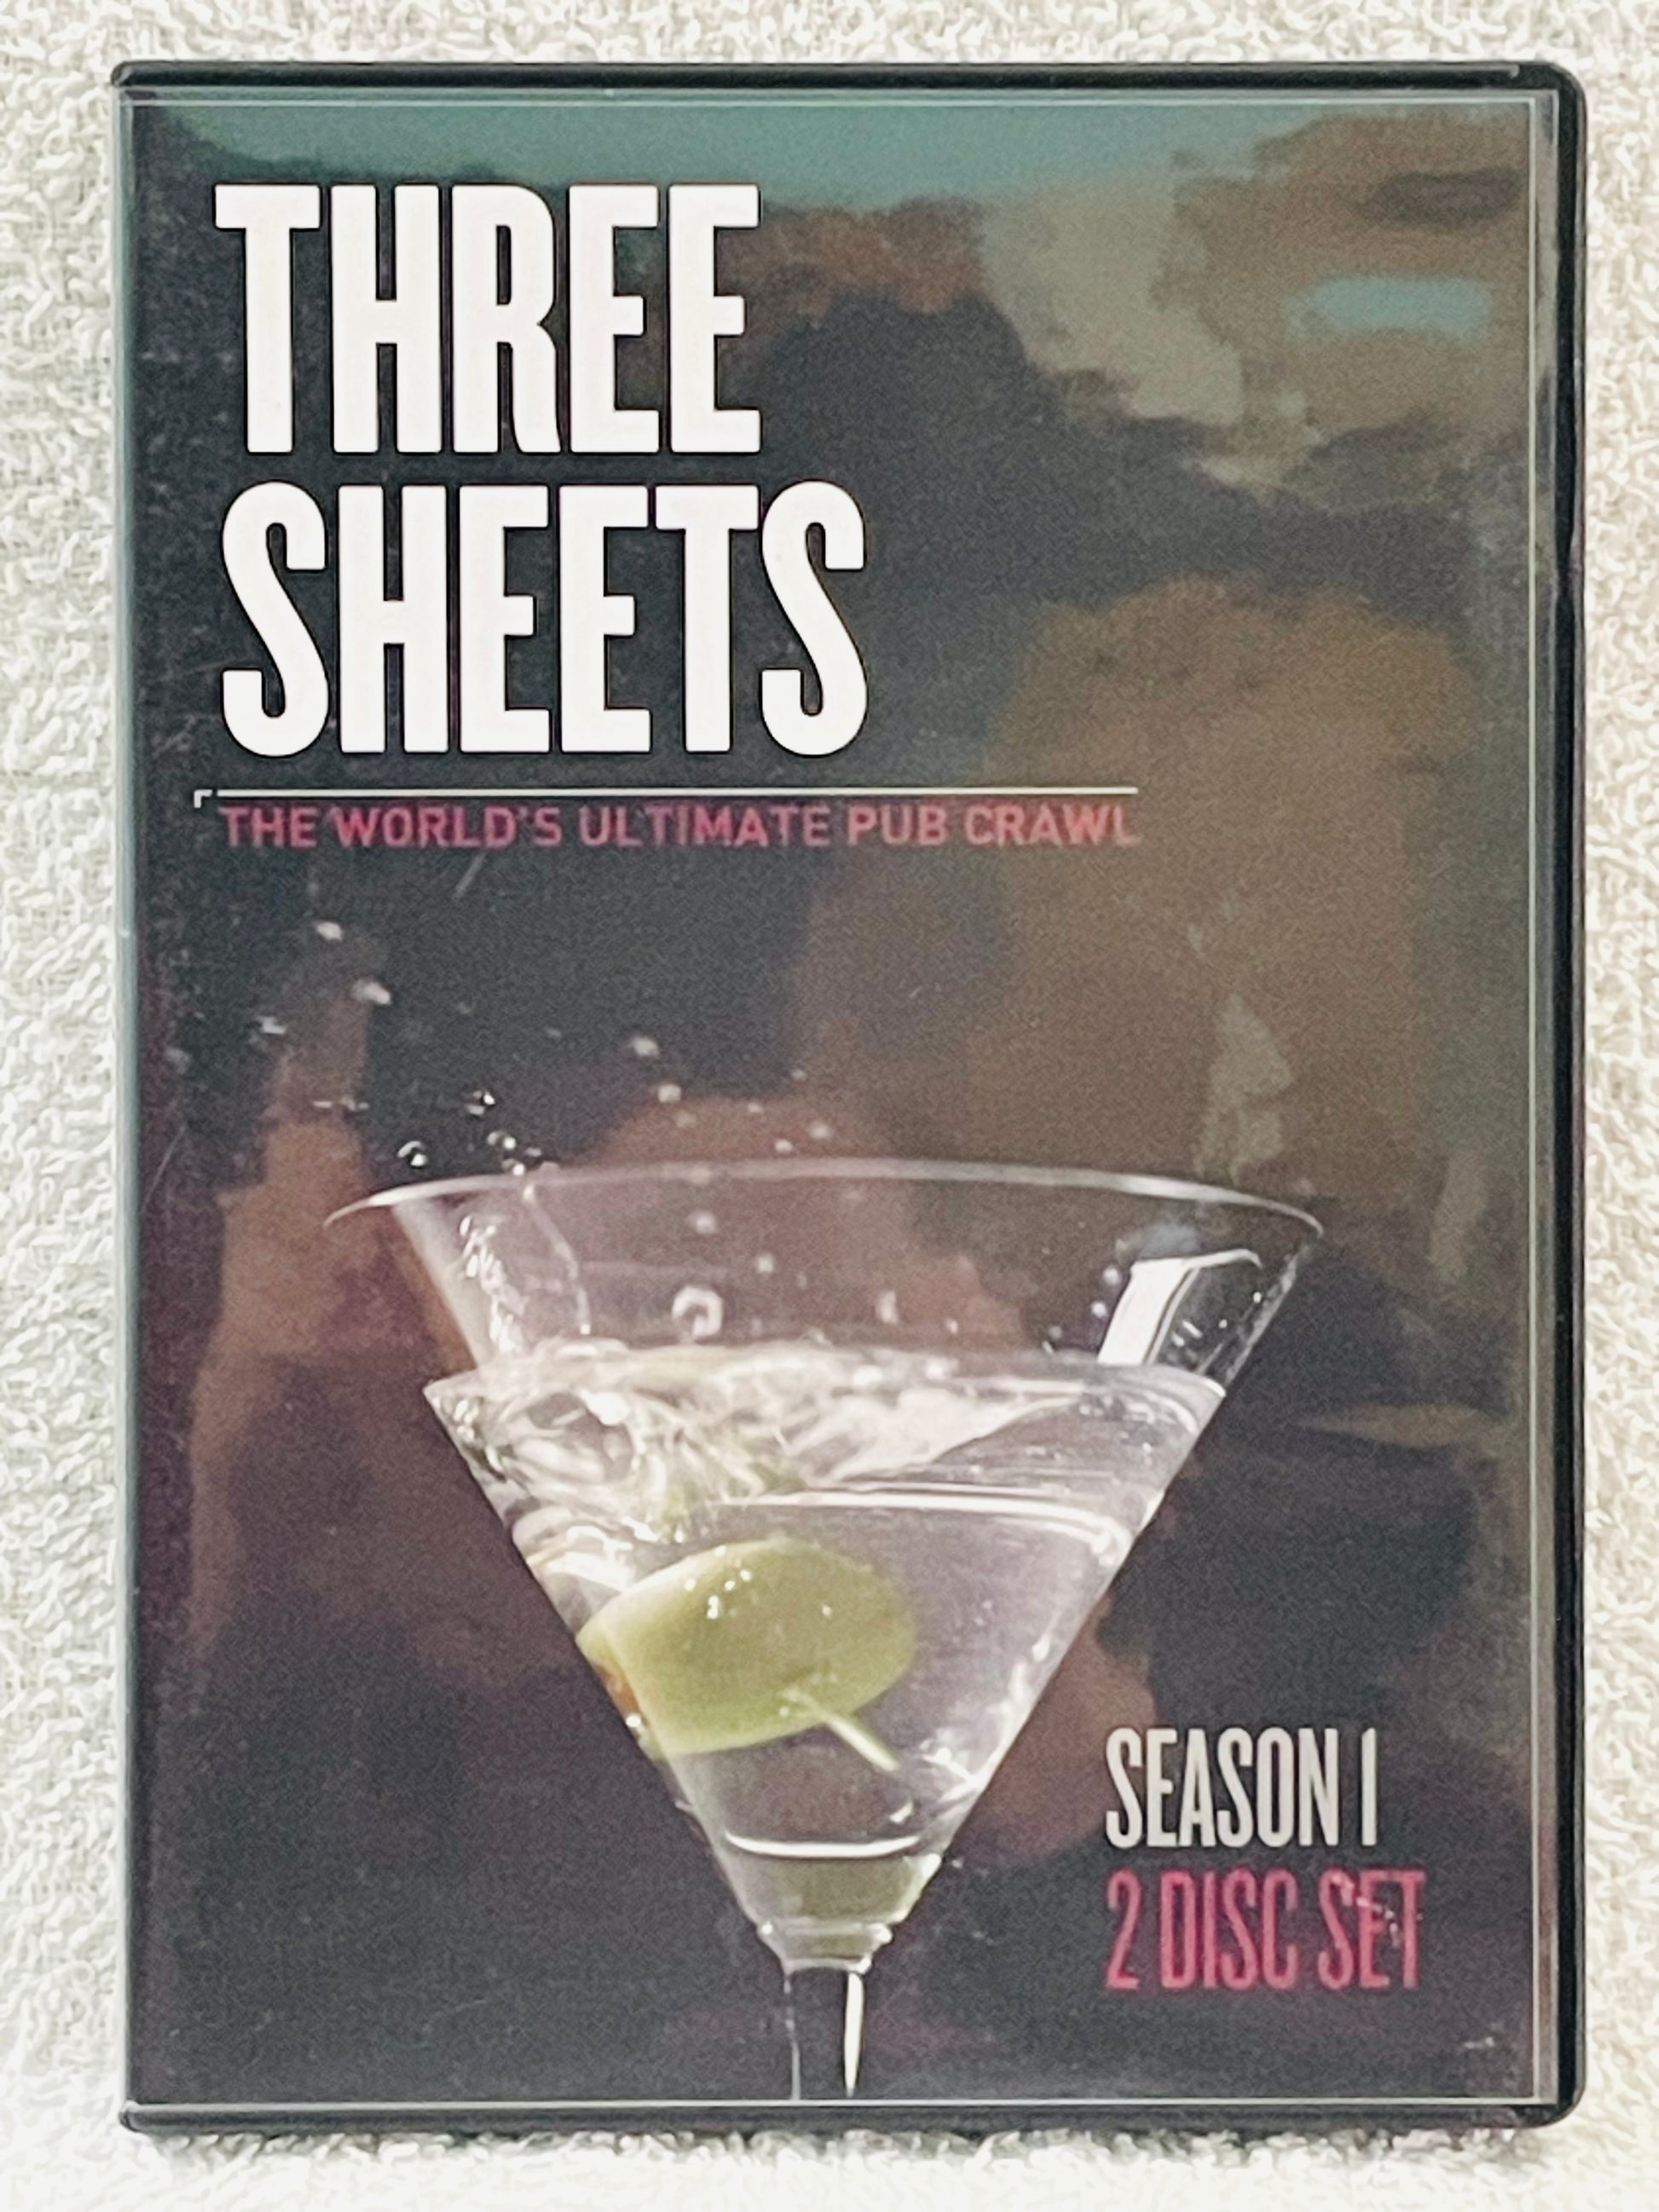 THREE
SHEETS
THE WORLD'S ULTIMATE PUB CRAWL
SEASON 1
2 DISC SET